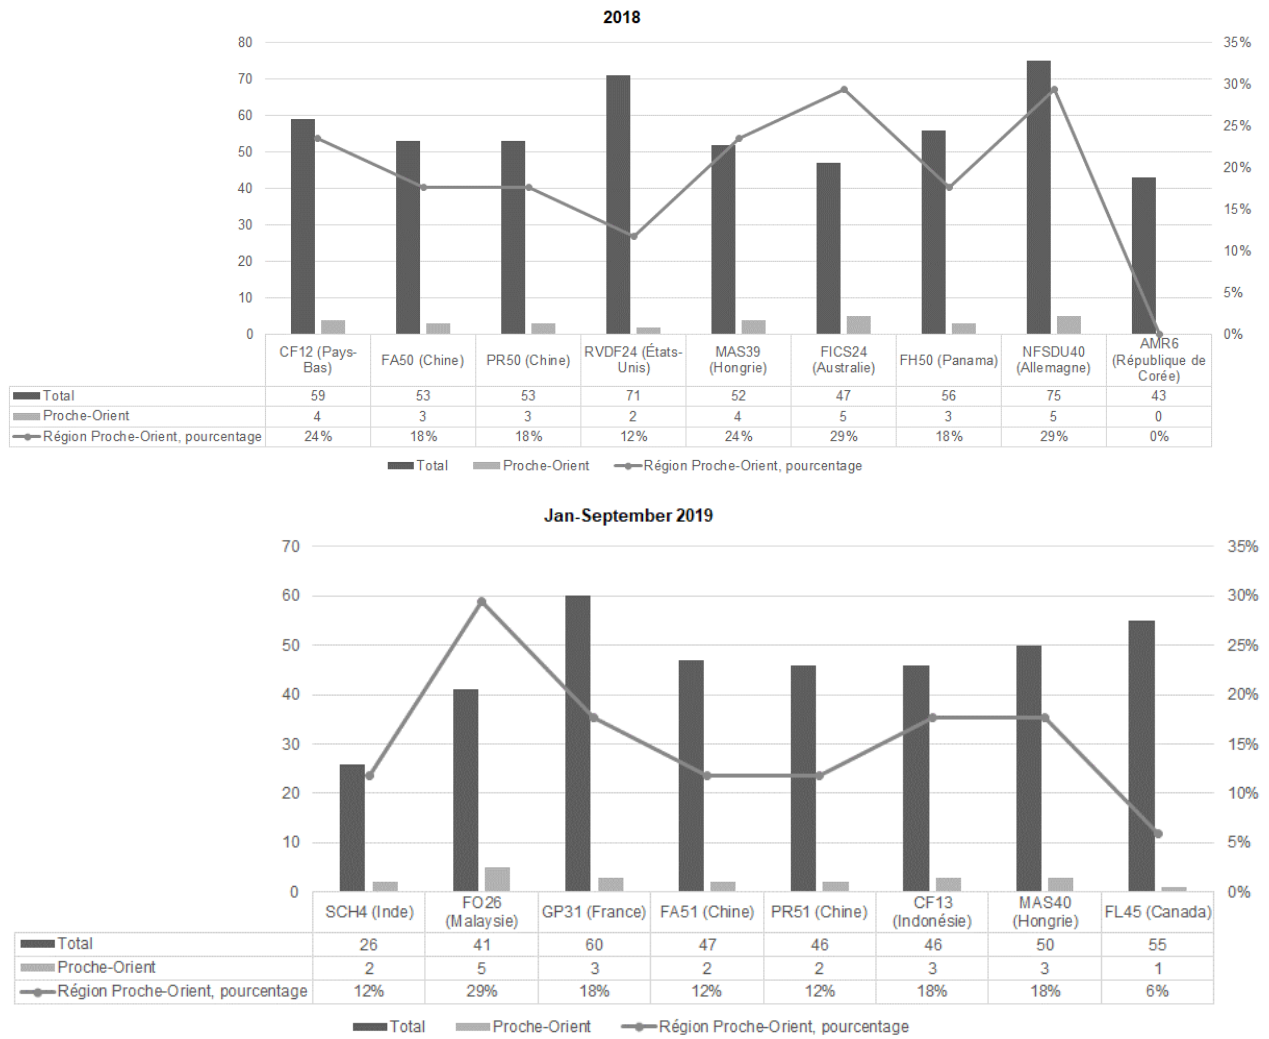 2018
80 35%
70 30%
60 25%
50 20%
40
30 15%
20 10%
10 5%
0 0%
CF12 (Pays-Bas) FA50 (Chine) PR50 (Chine) RVDF24 (États-Unis) MAS39 (Hongrie) FICS24 (Australie) FH50 (Panama) NFSDU40 (Allemagne) AMR6 (République de Corée)
Total 59 53 53 71 52 47 56 75 43
Proche-Orient 4 3 3 2 4 5 3 5 0
Région Proche-Orient, pourcentage 24% 18% 18% 12% 24% 29% 18% 29% 0%
Total Proche-Orient Région Proche-Orient, pourcentage
Jan-September 2019
70 35%
60 30%
50 25%
40 20%
30 15%
20 10%
10 5%
0 0%
SCH4 (Inde) FO26 (Malaysie) GP31 (France) FA51 (Chine) PR51 (Chine) CF13 (Indonésie) MAS40 (Hongrie) FL45 (Canada)
Total 26 41 60 47 46 46 50 55
Proche-Orient 2 5 3 2 2 3 3 1
Région Proche-Orient, pourcentage 12% 29% 18% 12% 12% 18% 18% 6%
Total Proche-Orient Région Proche-Orient, pourcentage